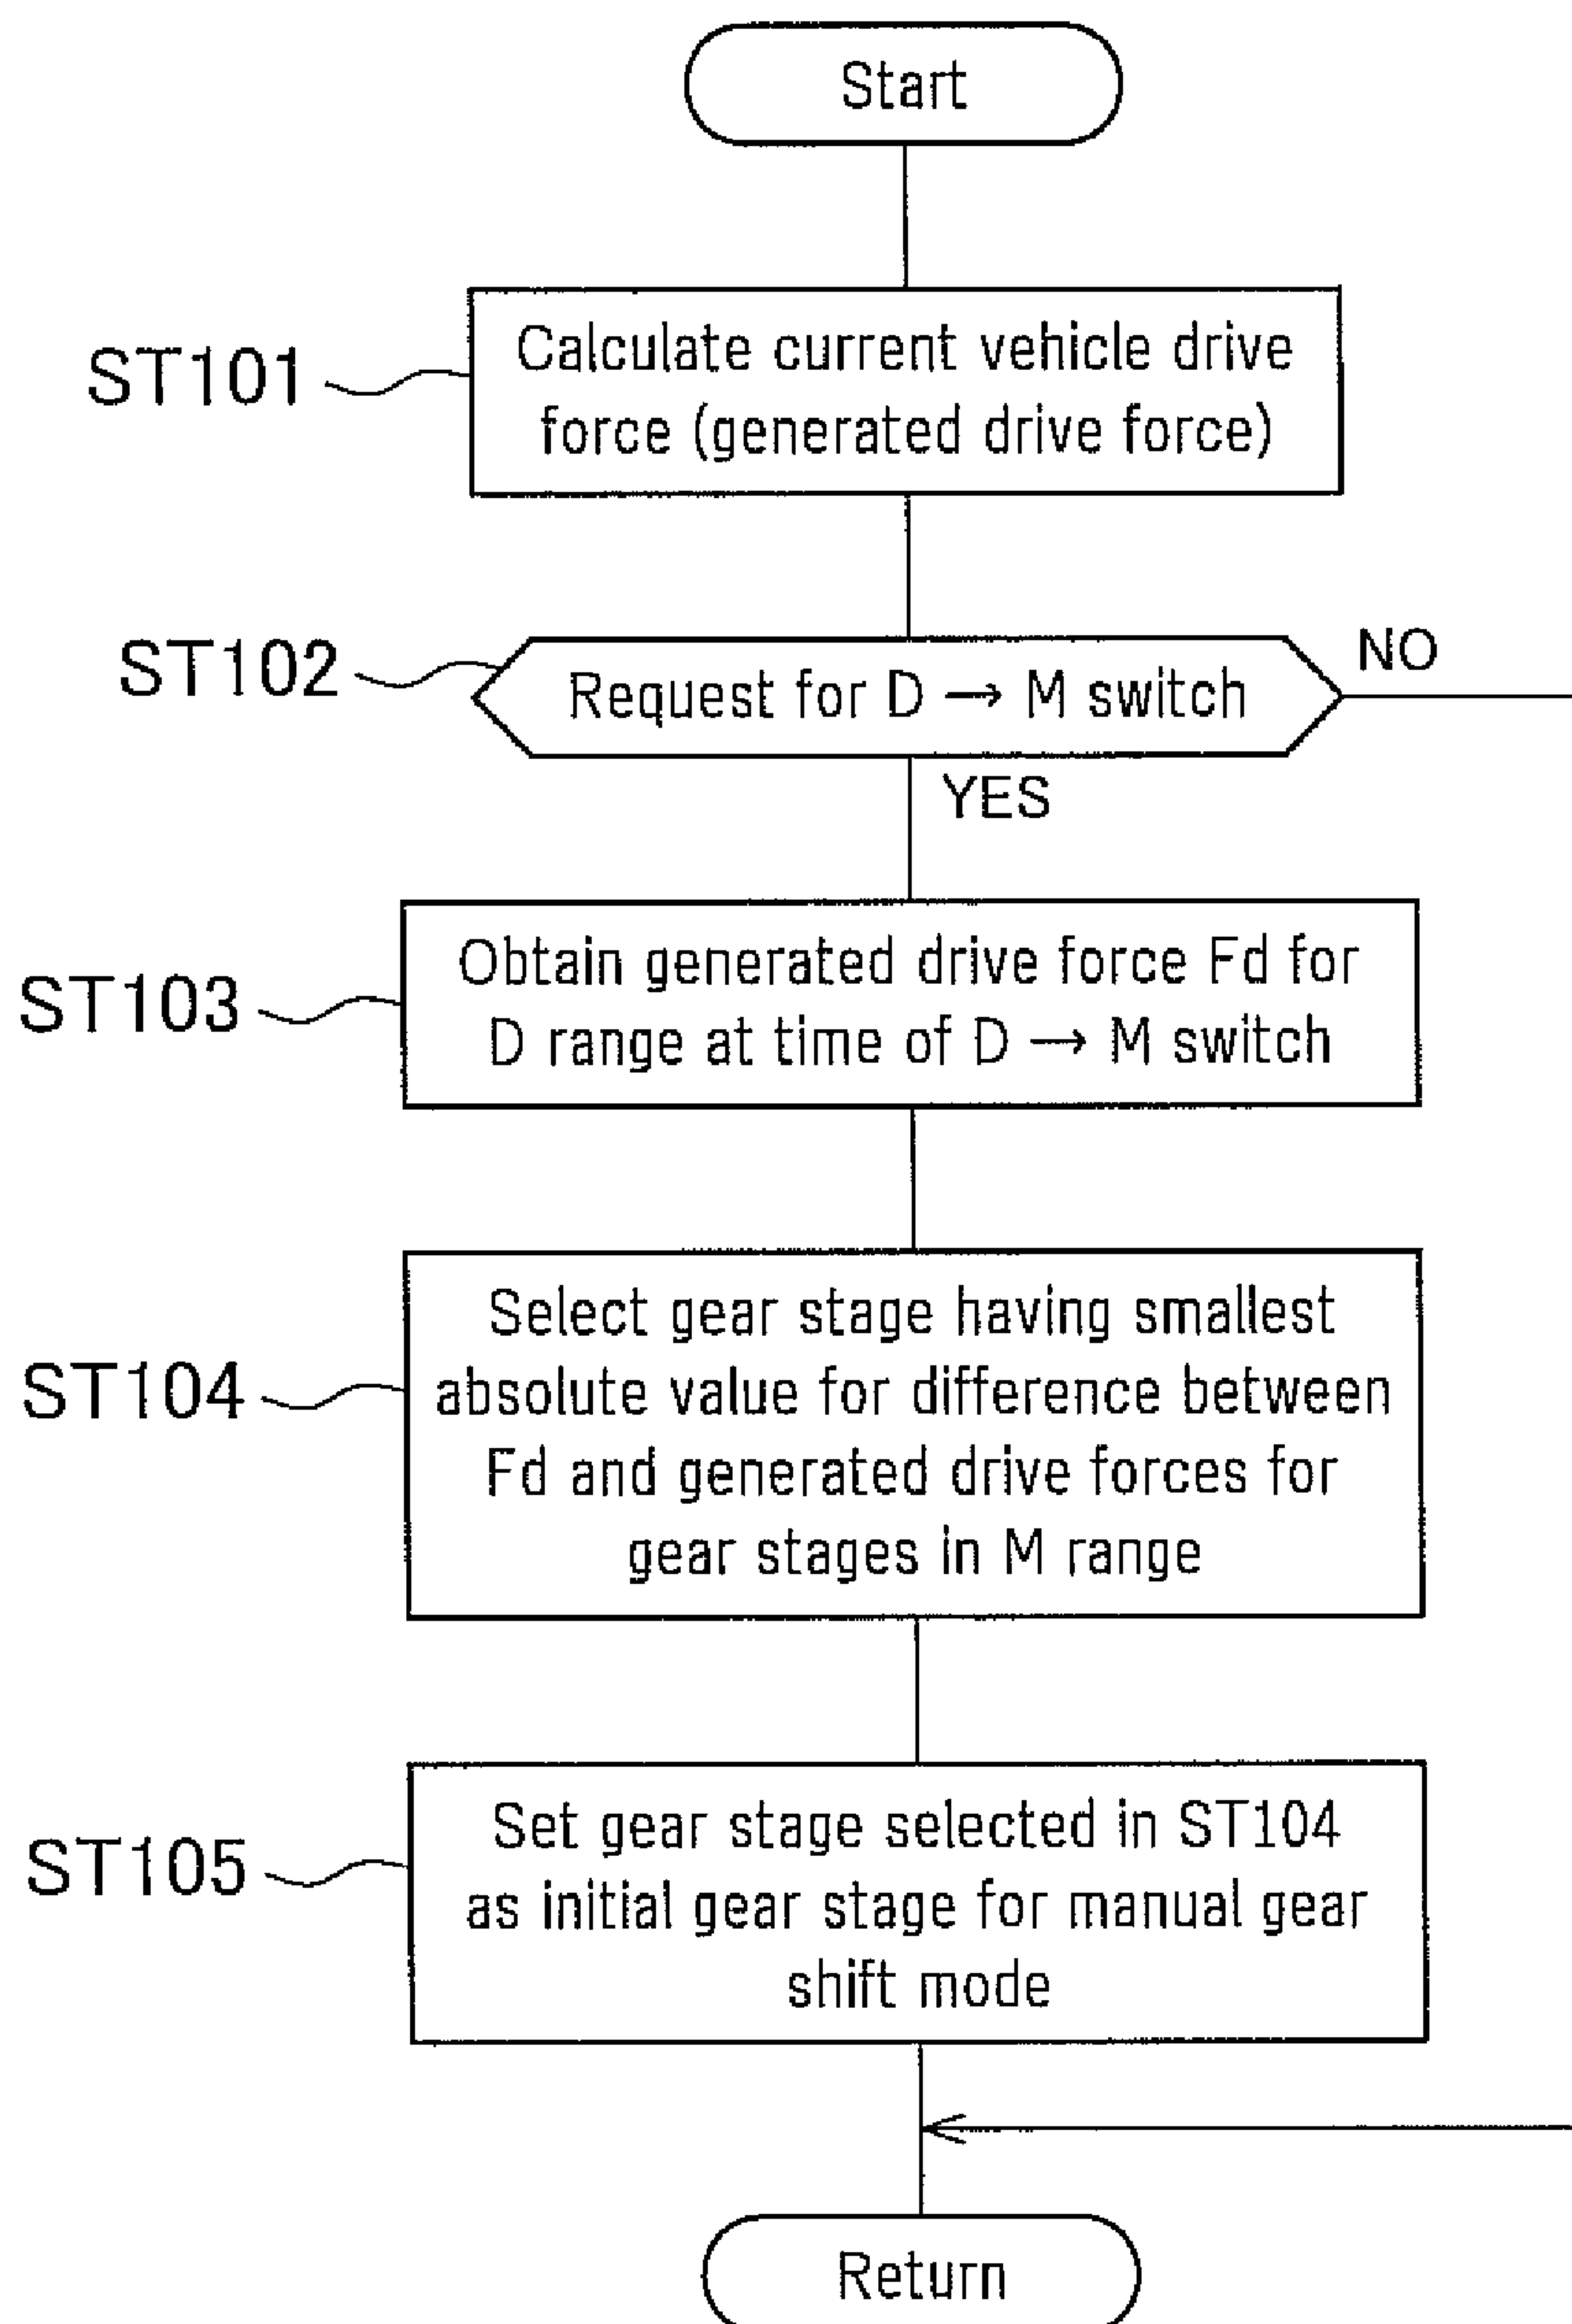 Start
ST101
Calculate current vehicle drive
force (generated drive force)
ST102
Request for D → M switch
NO
YES
ST103
Obtain generated drive force Fd for
D range at time of D → M switch
ST104
Select gear stage having smallest
absolute value for difference between
Fd and generated drive forces for
gear stages in M range
ST105
Set gear stage selected in ST104
as initial gear stage for manual gear
shift mode
Return